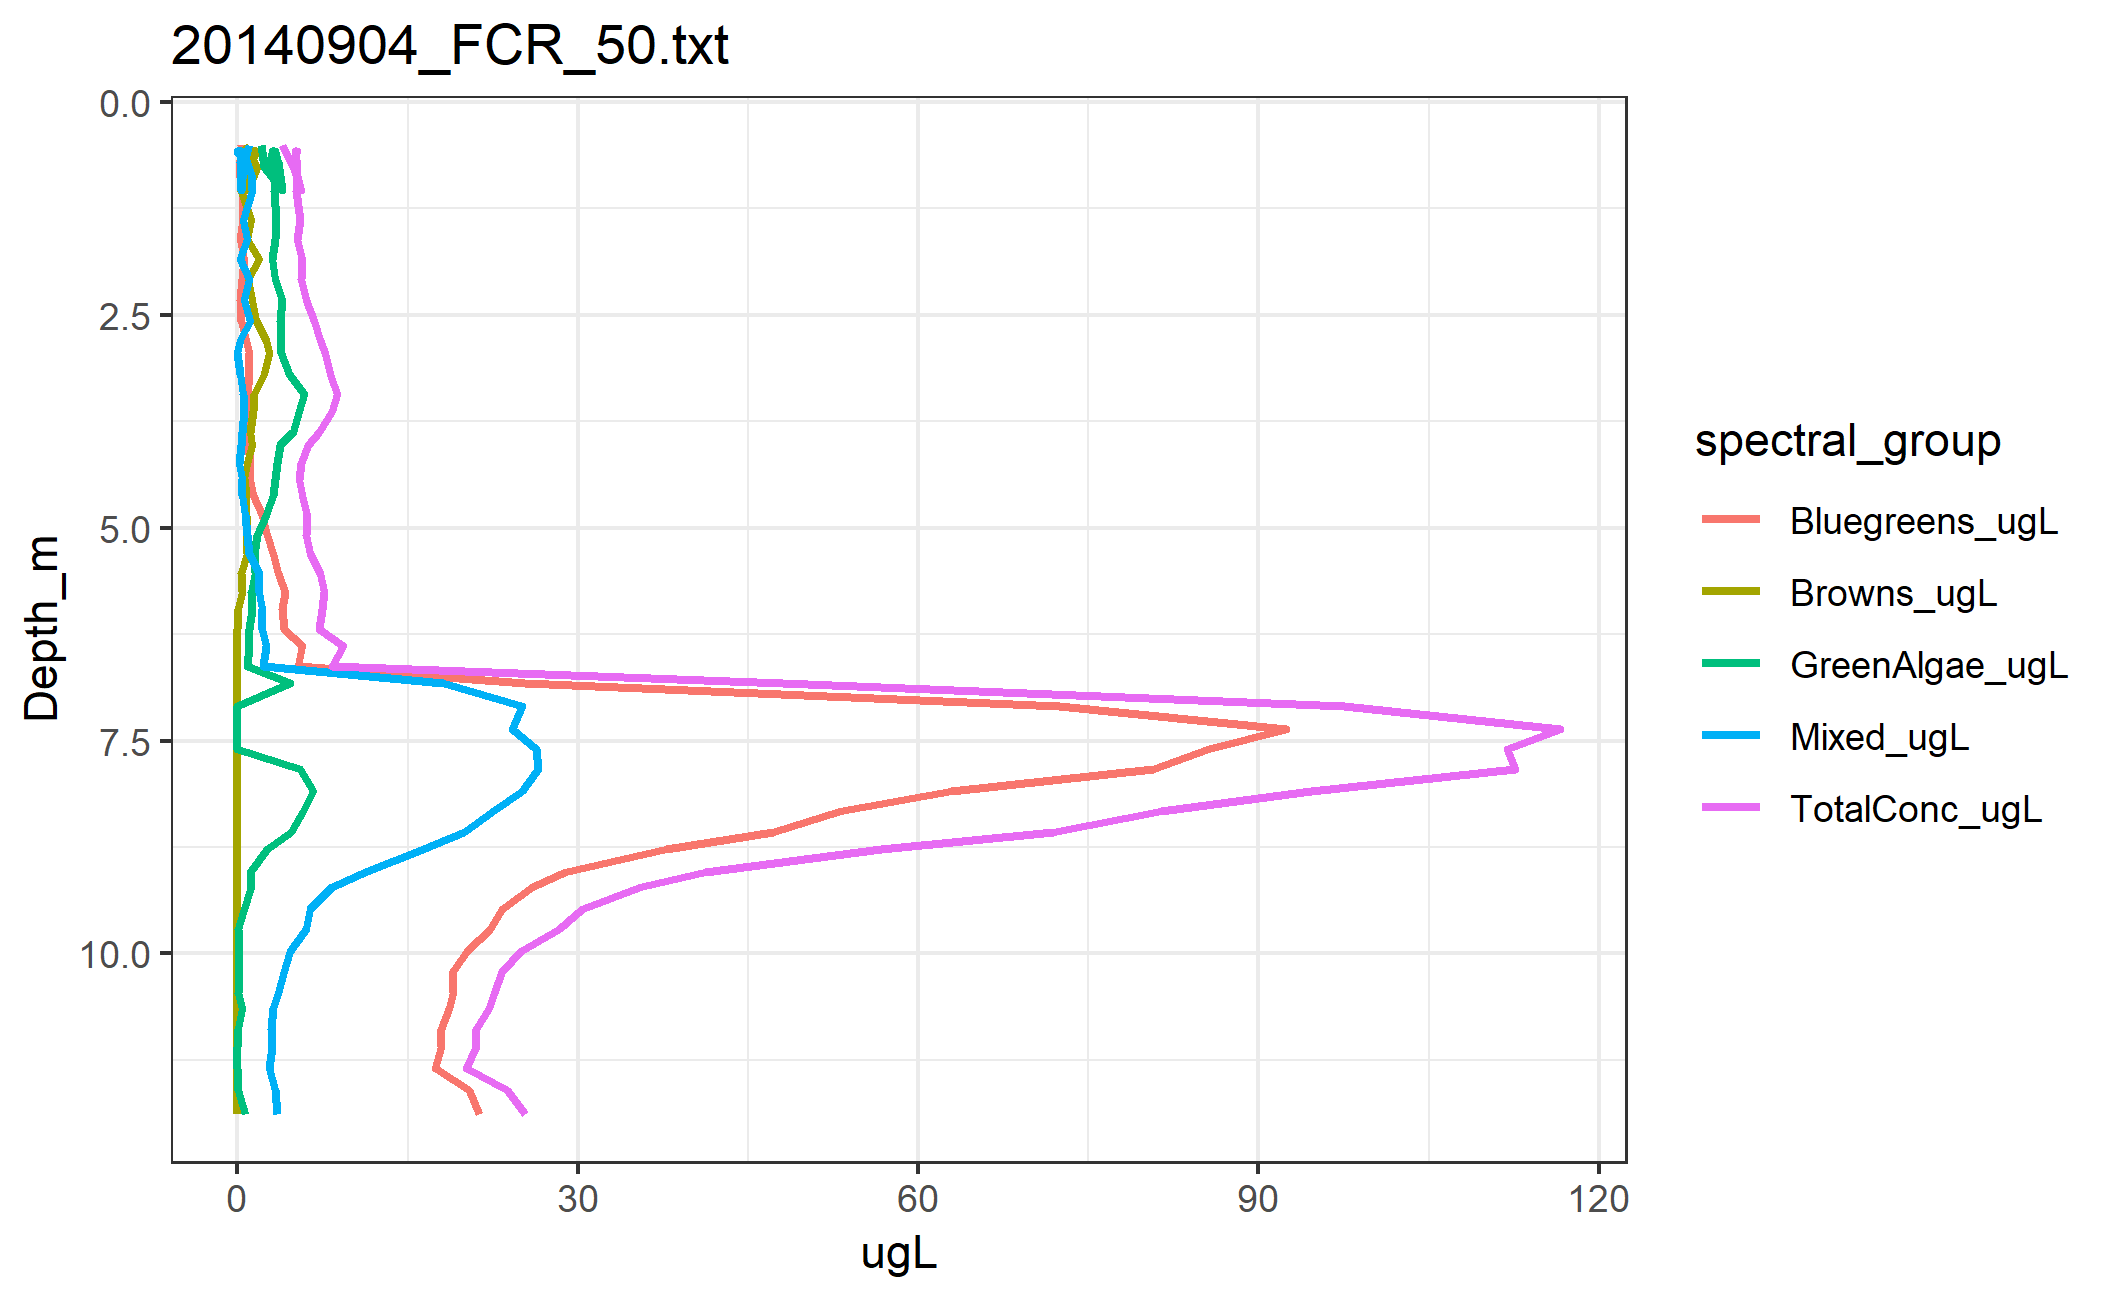 20140904_FCR_50.txt
0.0
2.5
5.0
7.5
10.0
Depth_m
0 30 60 90 120
ugL
spectral_group
Bluegreens_ugL
Browns_ugL
GreenAlgae_ugL
Mixed_ugL
TotalConc_ugL